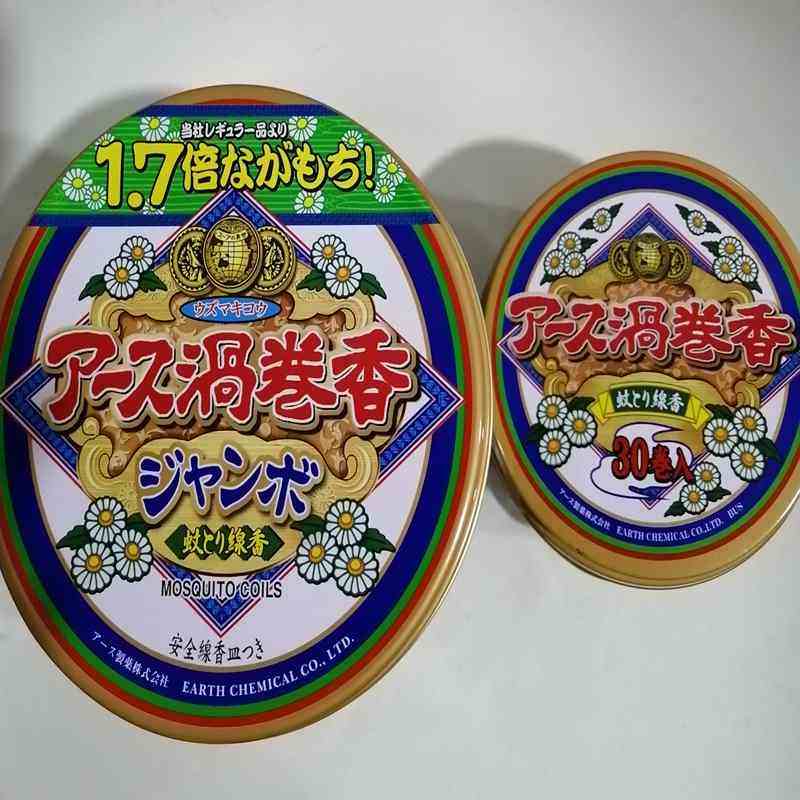 当社レギュラー品より
1.7倍ながもち!
ウズマキコウ
アース渦巻香
ジャンボ
蚊とり線香
MOSQUITO COILS
安全線香皿つき
アース製薬株式会社 EARTH CHEMICAL CO., LTD.
アース渦巻香
蚊とり線香
30巻入
アース製薬株式会社 EARTH CHEMICAL CO.,LTD. BUS